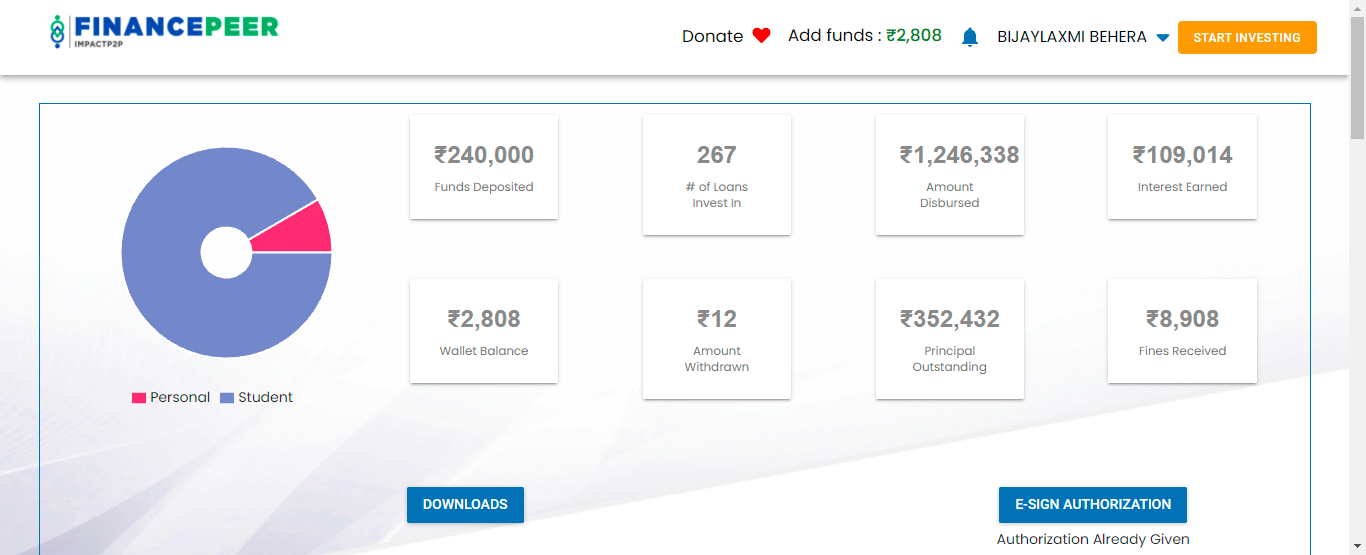 FINANCEPEER
IMPACTP2P
Donate
Add funds : ₹2,808
BIJAYLAXMI BEHERA
START INVESTING
₹240,000
Funds Deposited
267
# of Loans
Invest In
₹1,246,338
Amount
Disbursed
₹109,014
Interest Earned
₹2,808
Wallet Balance
₹12
Amount
Withdrawn
₹352,432
Principal
Outstanding
₹8,908
Fines Received
Personal
Student
DOWNLOADS
E-SIGN AUTHORIZATION
Authorization Already Given